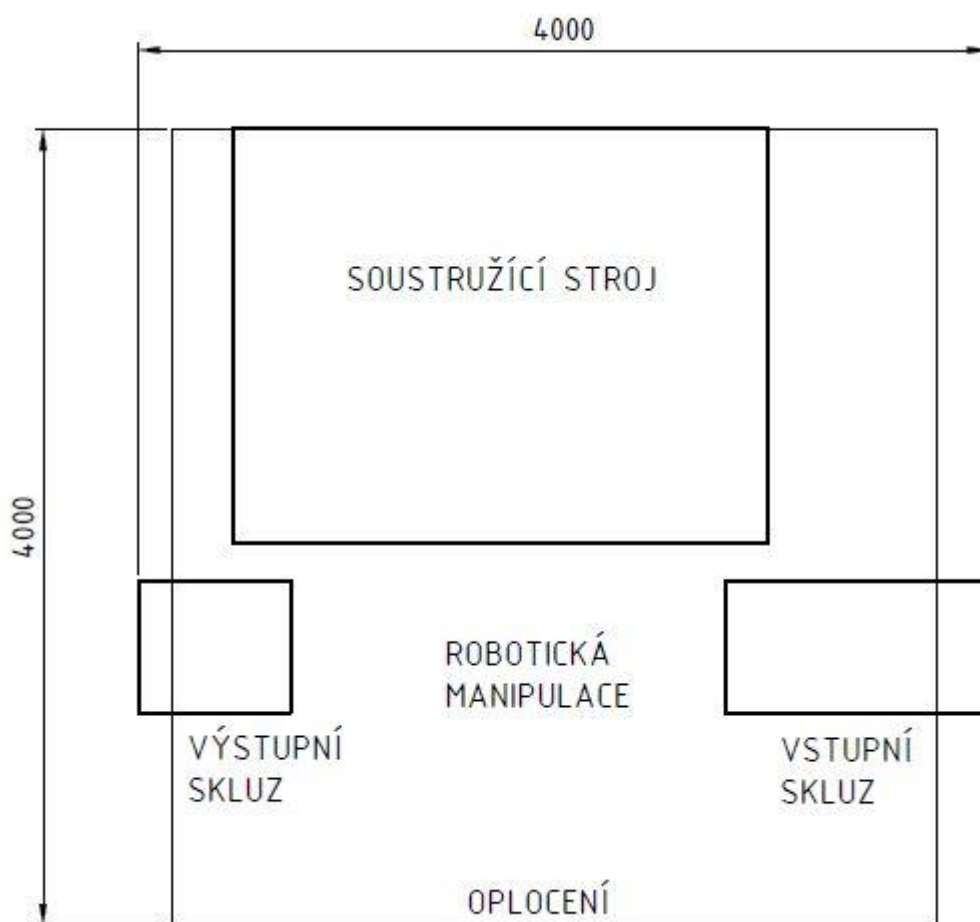 4000
SOUSTRUŽÍCÍ STROJ
4000
ROBOTICKÁ
MANIPULACE
VÝSTUPNÍ
SKLUZ
VSTUPNÍ
SKLUZ
OPLOCENÍ